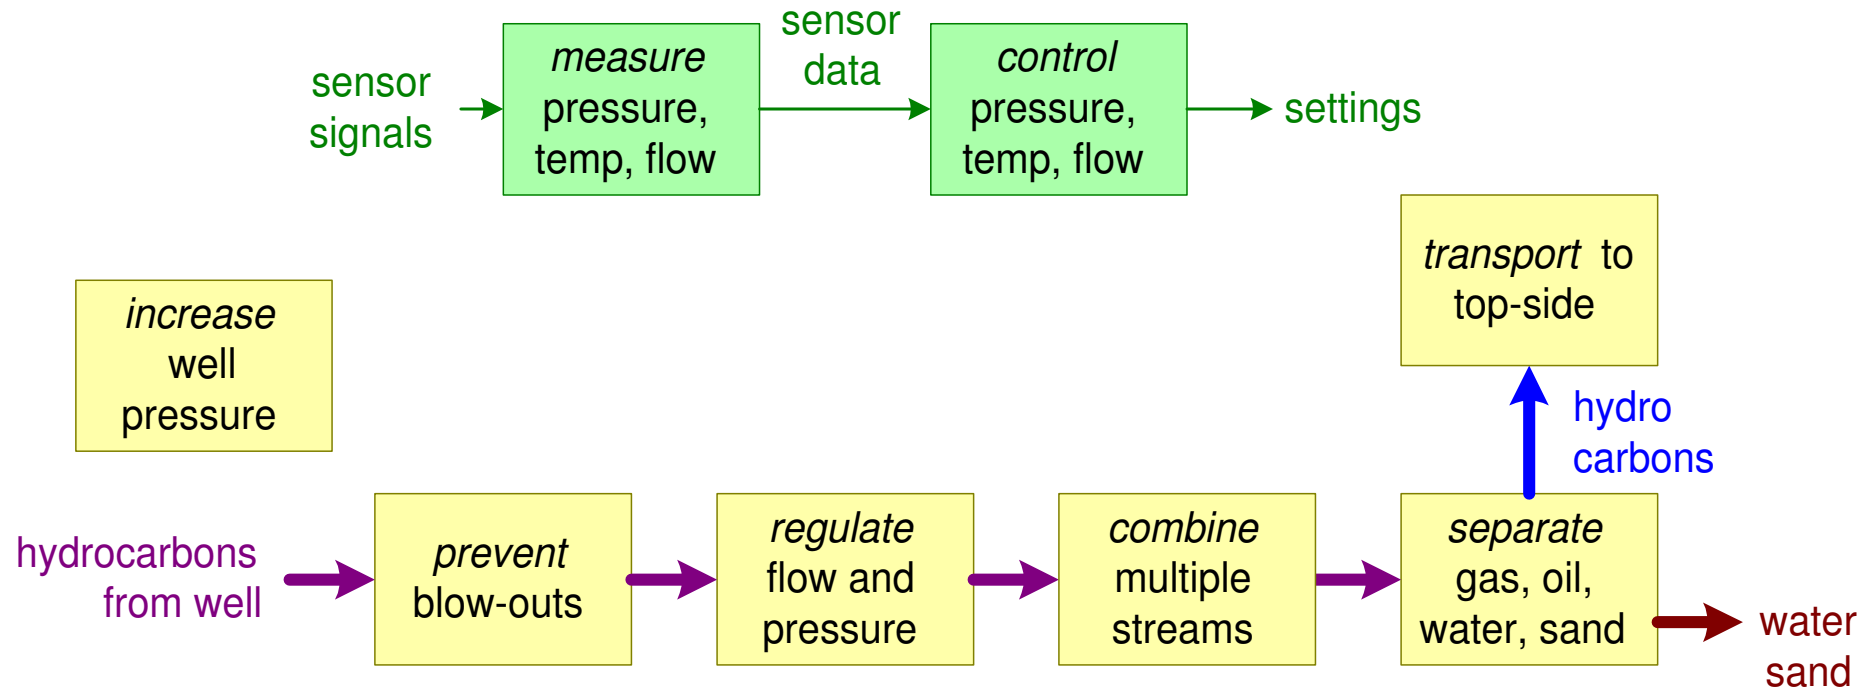 sensor
signals
measure
pressure,
temp, flow
sensor
data
control
pressure,
temp, flow
settings
increase
well
pressure
transport to
top-side
hydro
carbons
hydrocarbons
from well
prevent
blow-outs
regulate
flow and
pressure
combine
multiple
streams
separate
gas, oil,
water, sand
water
sand